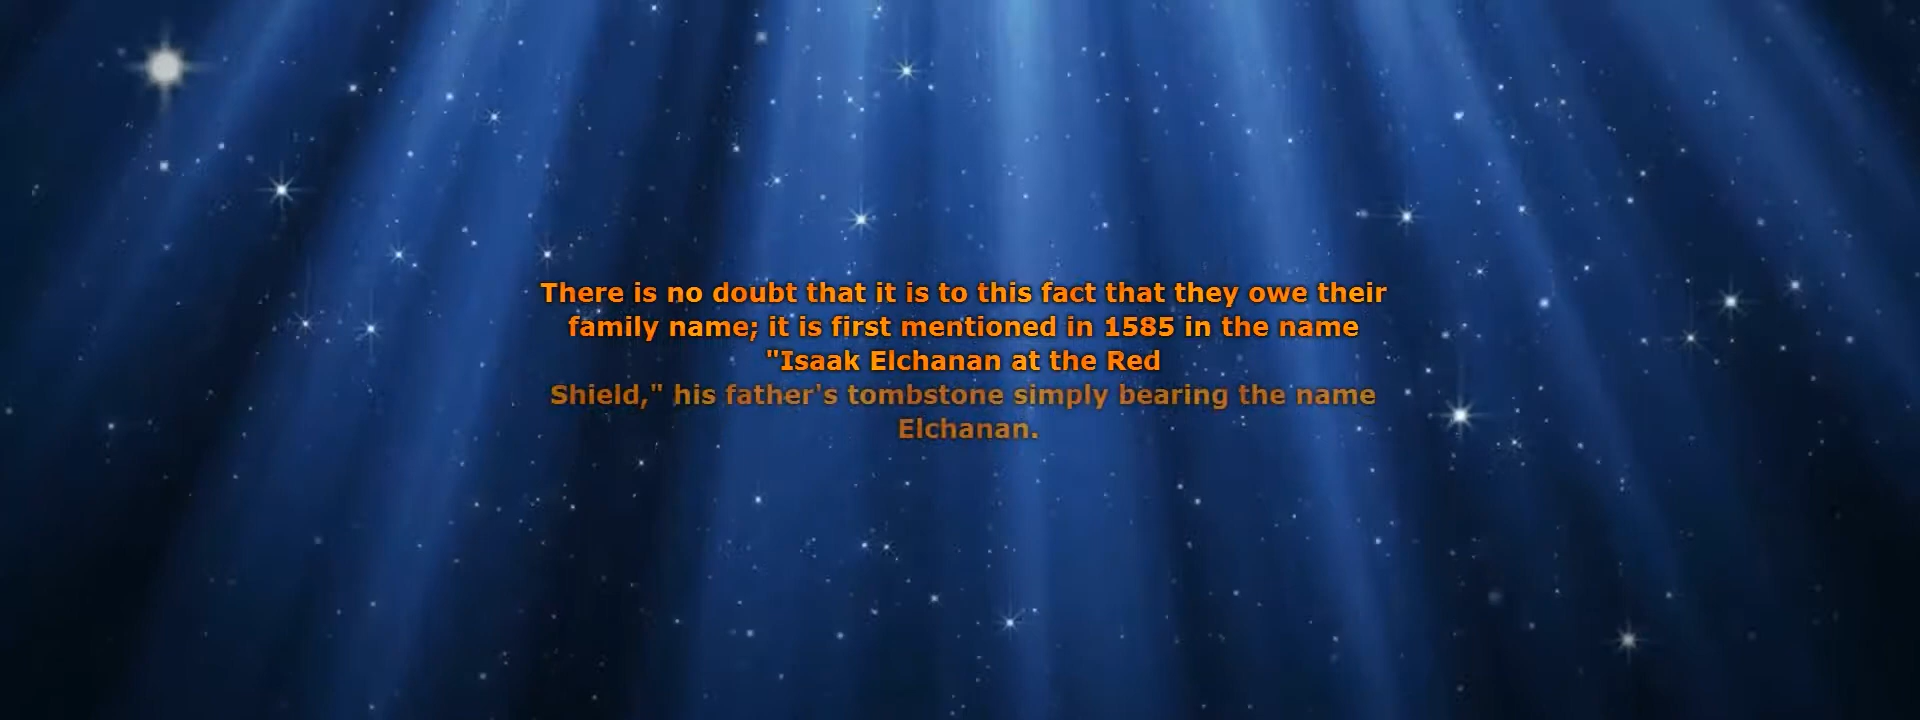 There is no doubt that it is to this fact that they owe their
family name; it is first mentioned in 1585 in the name
"Isaak Elchanan at the Red
Shield," his father's tombstone simply bearing the name
Elchanan.